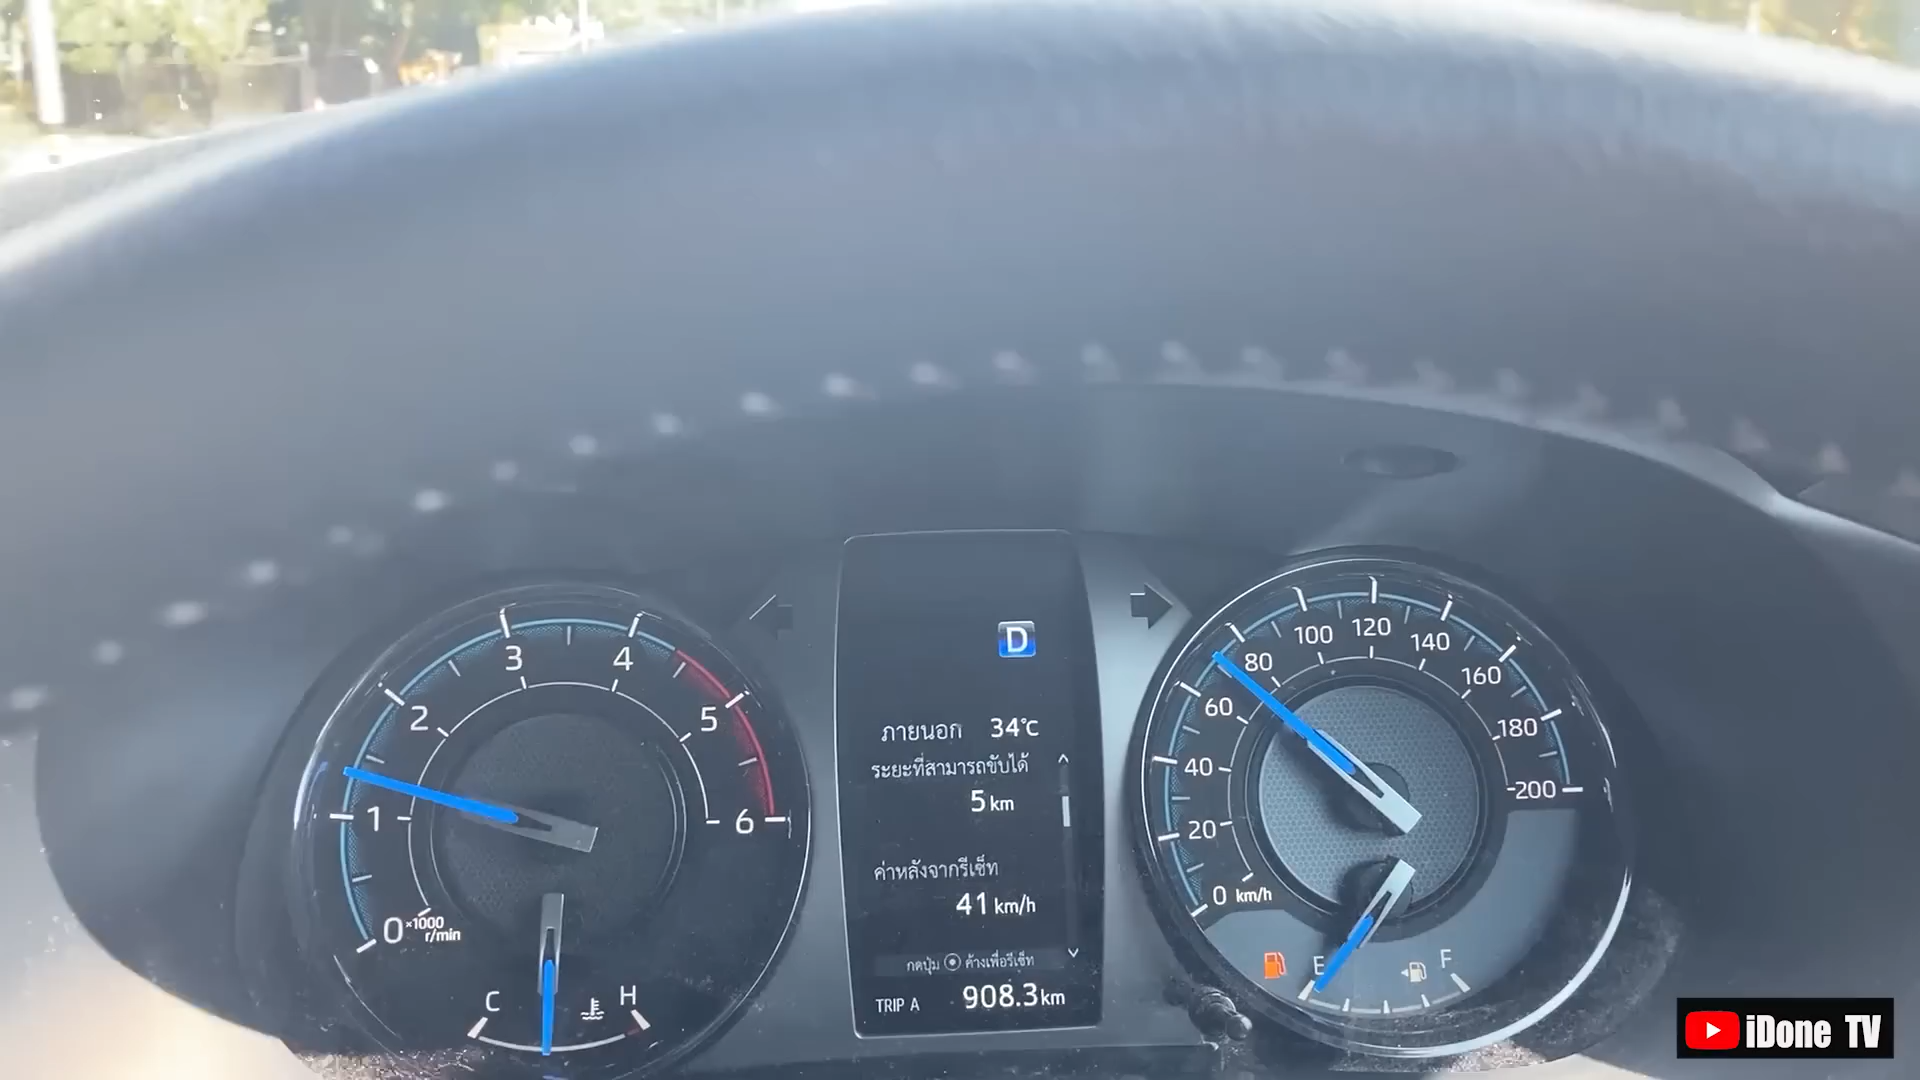 3 4
2 5
1 6
0 ×1000
r/min
C H
D
ภายนอก 34°C
ระยะที่สามารถขับได้
5 km
ค่าหลังจากรีเซ็ท
41 km/h
กดปุ่ม ค้างเพื่อรีเซ็ท
TRIP A 908.3 km
100 120 140
80 160
60 180
40 200
20
0 km/h
E F
iDone TV